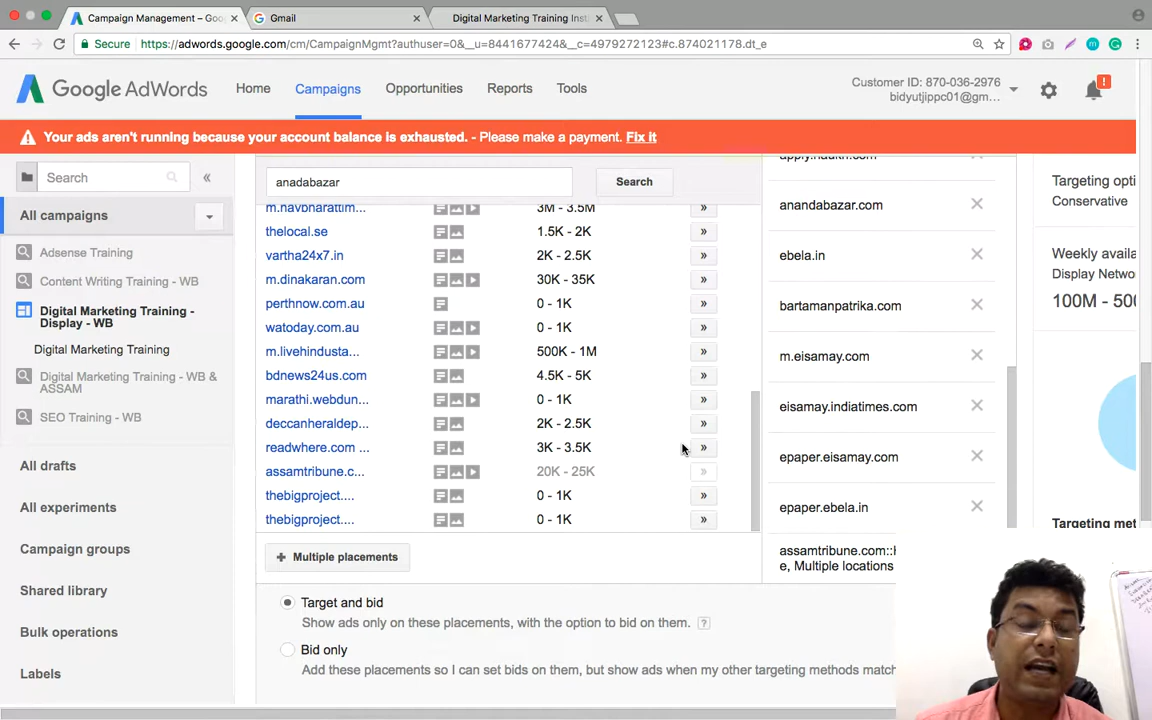 Campaign Management – Goo
Gmail
Digital Marketing Training Inst
Secure
https://adwords.google.com/cm/CampaignMgmt?authuser=0&__u=8441677424&__c=4979272123#c.874021178.dt_e
Google AdWords
Home
Campaigns
Opportunities
Reports
Tools
Customer ID: 870-036-2976
bidyutjippc01@gm...
Your ads aren't running because your account balance is exhausted. - Please make a payment. Fix it
Search
«
All campaigns
Adsense Training
Content Writing Training - WB
Digital Marketing Training -
Display - WB
Digital Marketing Training
Digital Marketing Training - WB &
ASSAM
SEO Training - WB
All drafts
All experiments
Campaign groups
Shared library
Bulk operations
Labels
anadabazar
Search
m.navbharattim... 3M - 3.5M »
thelocal.se 1.5K - 2K »
vartha24x7.in 2K - 2.5K »
m.dinakaran.com 30K - 35K »
perthnow.com.au 0 - 1K »
watoday.com.au 0 - 1K »
m.livehindusta... 500K - 1M »
bdnews24us.com 4.5K - 5K »
marathi.webdun... 0 - 1K »
deccanheraldep... 2K - 2.5K »
readwhere.com ... 3K - 3.5K »
assamtribune.c... 20K - 25K »
thebigproject.... 0 - 1K »
thebigproject.... 0 - 1K »
+ Multiple placements
Target and bid
Show ads only on these placements, with the option to bid on them. ?
Bid only
Add these placements so I can set bids on them, but show ads when my other targeting methods match
anandabazar.com
ebela.in
bartamanpatrika.com
m.eisamay.com
eisamay.indiatimes.com
epaper.eisamay.com
epaper.ebela.in
assamtribune.com::
e, Multiple locations
Targeting opti
Conservative
Weekly availa
Display Networ
100M - 500
Targeting met